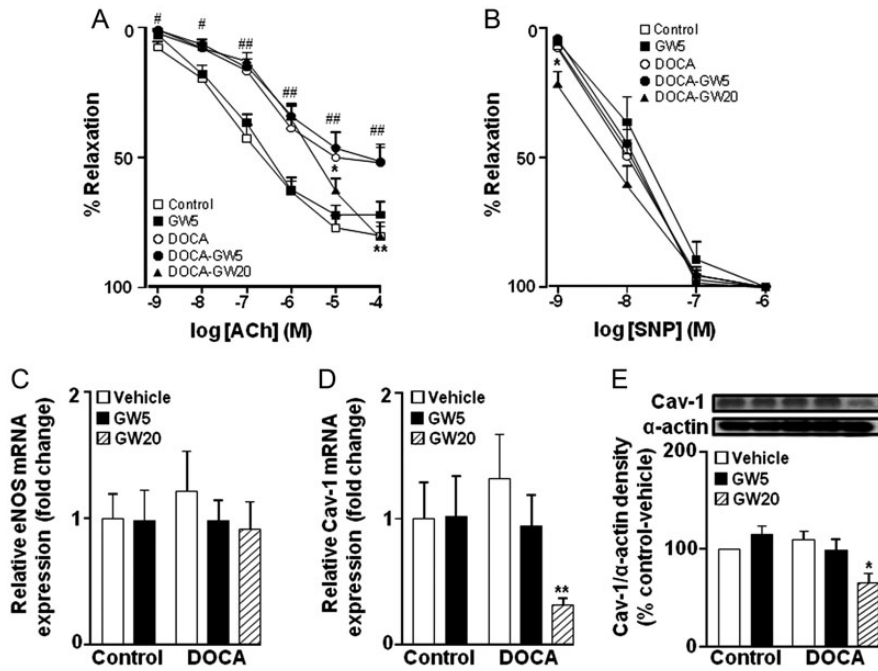 A
0
50
100
% Relaxation
# # ## ## ## ##
*
**
Control
GW5
DOCA
DOCA-GW5
DOCA-GW20
-9 -8 -7 -6 -5 -4
log [ACh] (M)
B
0
50
100
% Relaxation
*
Control
GW5
DOCA
DOCA-GW5
DOCA-GW20
-9 -8 -7 -6
log [SNP] (M)
C
2
1
0
Relative eNOS mRNA
expression (fold change)
Vehicle
GW5
GW20
Control DOCA
D
2
1
0
Relative Cav-1 mRNA
expression (fold change)
Vehicle
GW5
GW20
**
Control DOCA
E
Cav-1
α-actin
200
100
0
Cav-1/α-actin density
(% control-vehicle)
Vehicle
GW5
GW20
*
Control DOCA